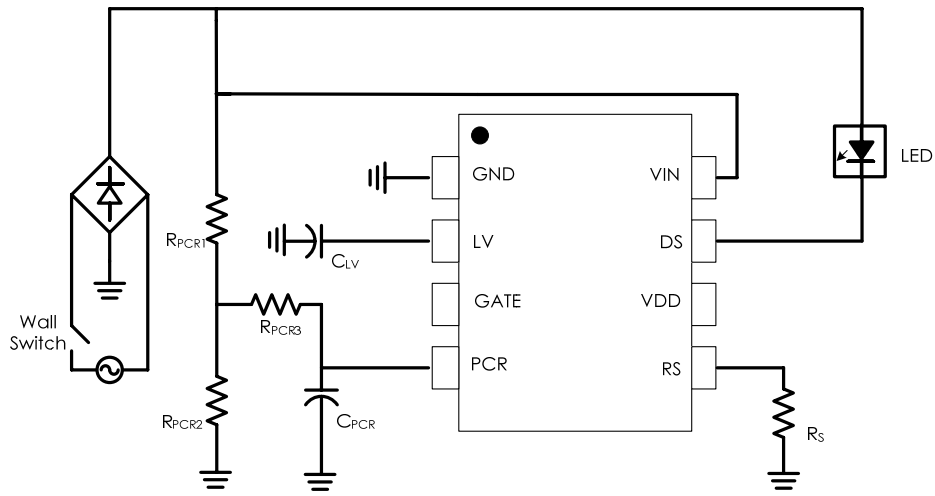 GND
VIN
LED
RPCR1
LV
DS
CLV
GATE
VDD
Wall
Switch
RPCR3
PCR
RS
RPCR2
CPCR
RS